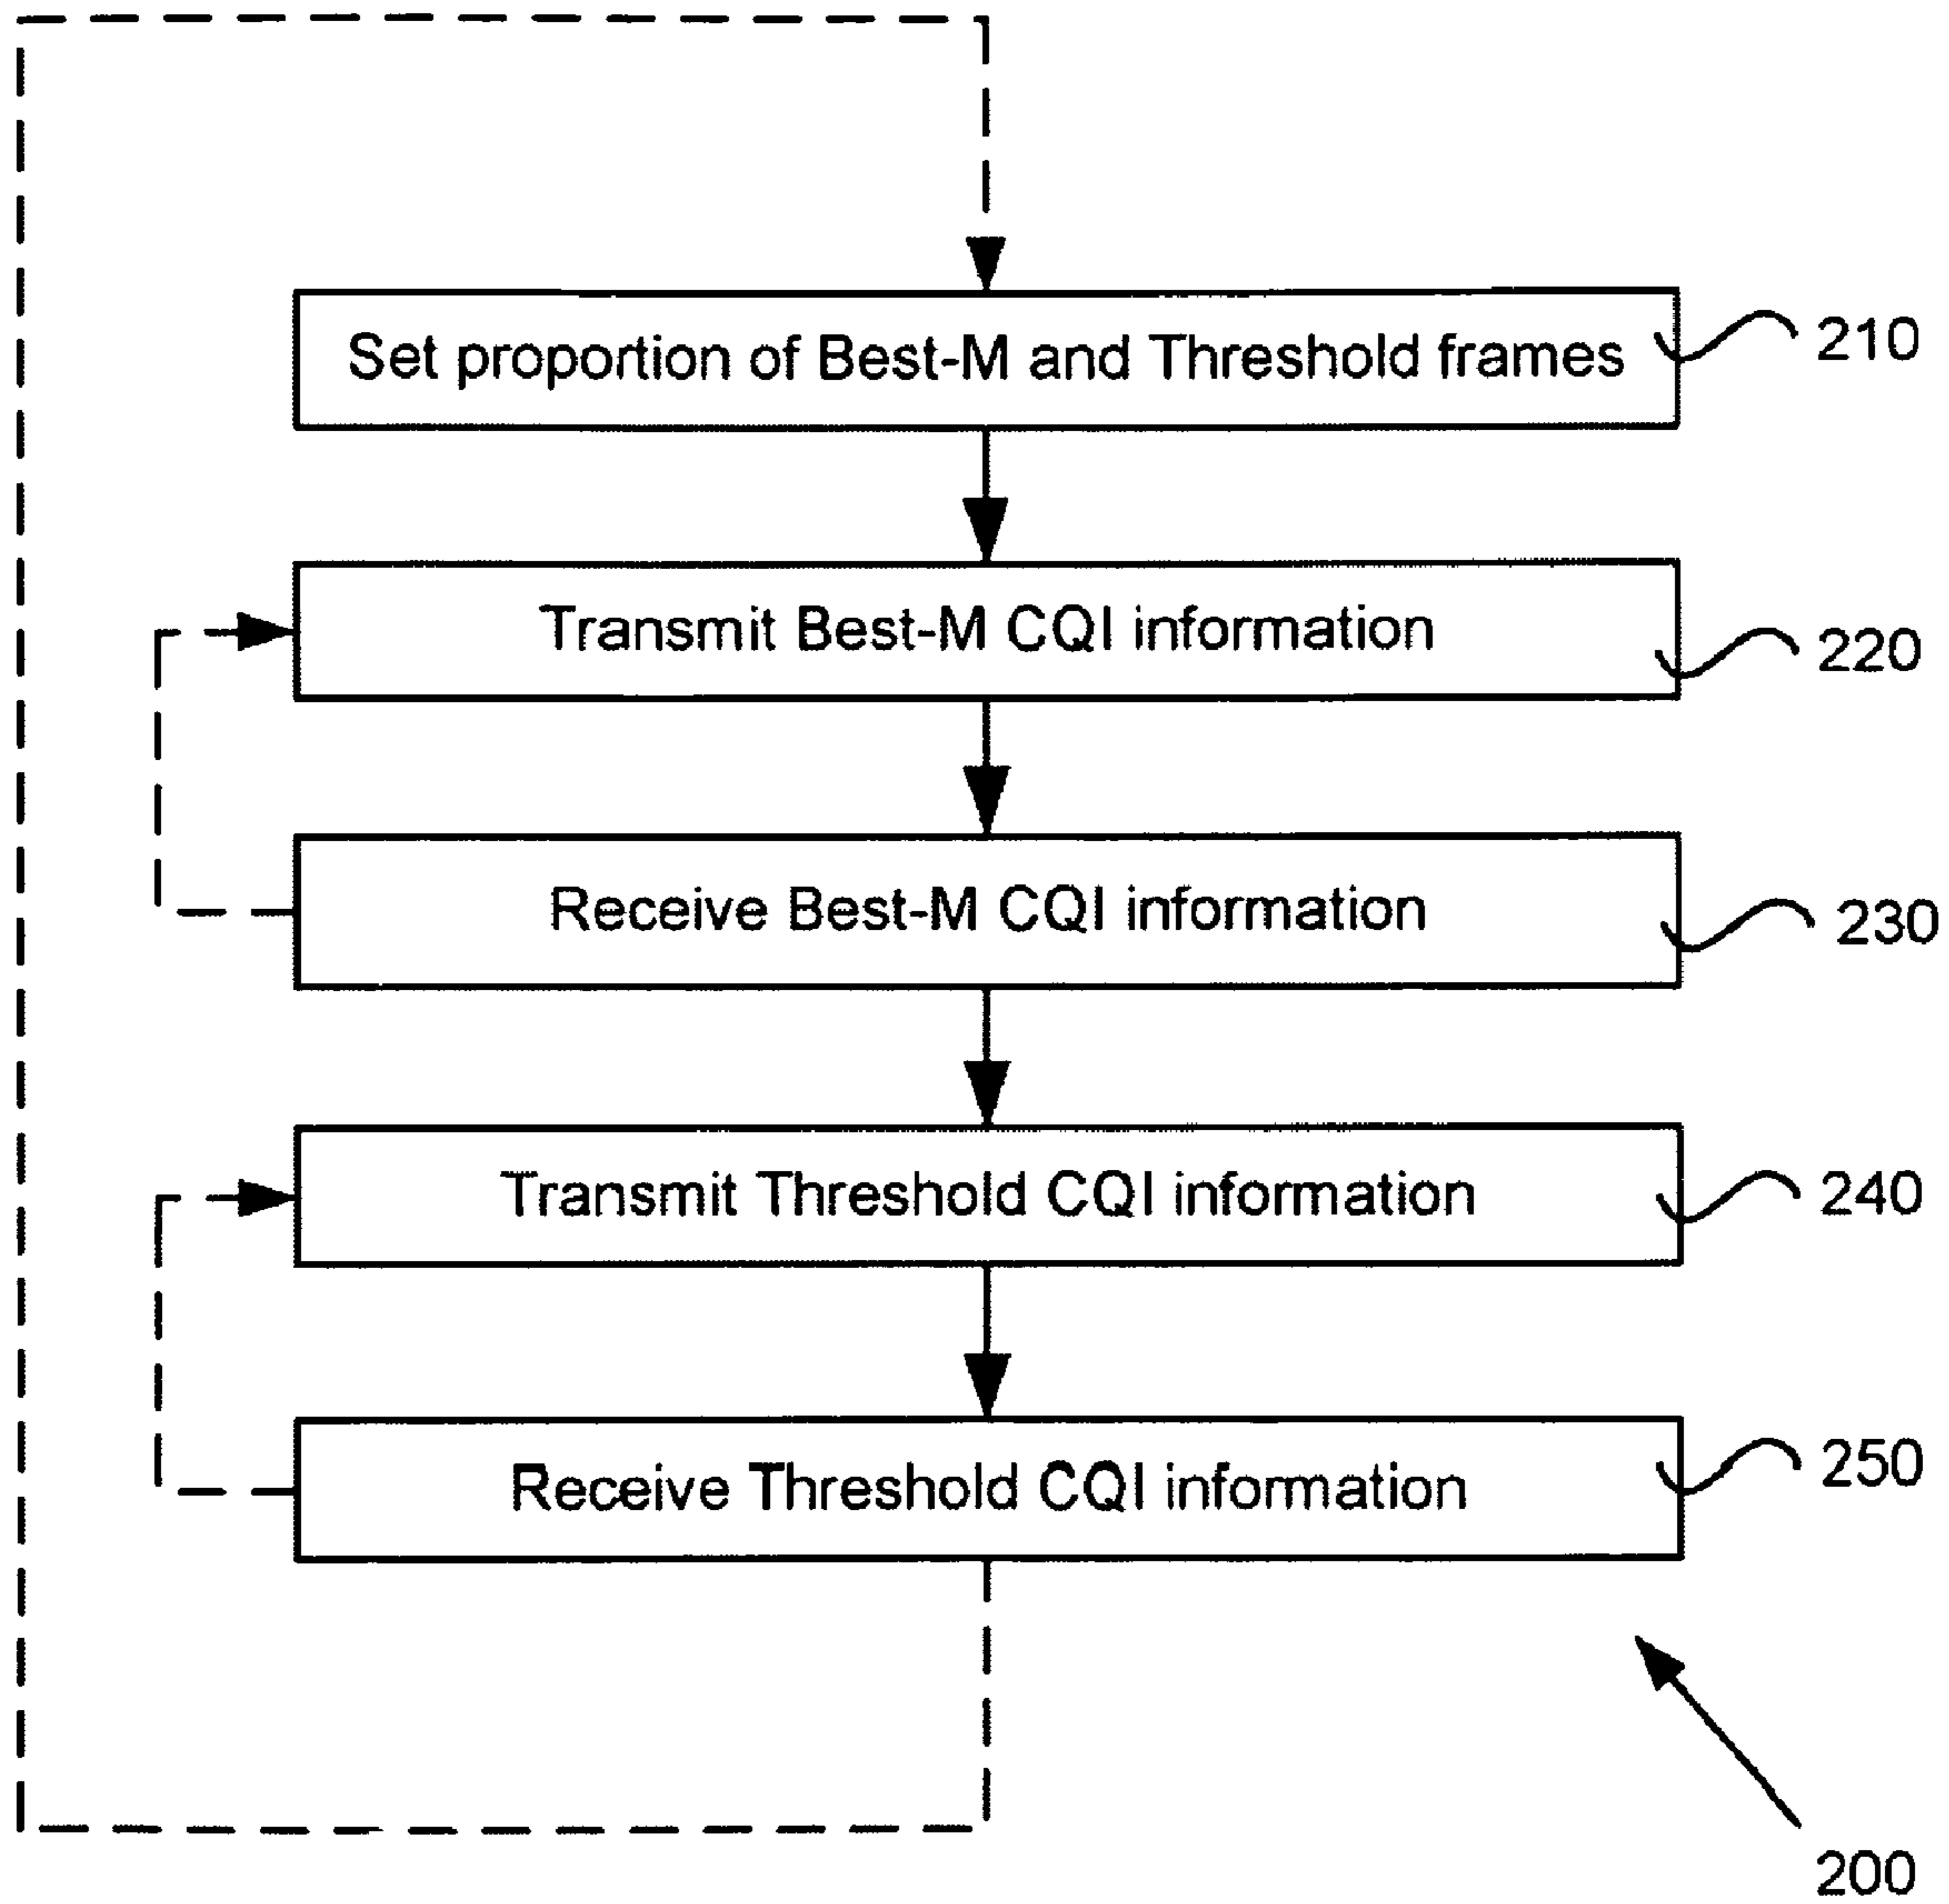 Set proportion of Best-M and Threshold frames
210
Transmit Best-M CQI information
220
Receive Best-M CQI information
230
Transmit Threshold CQI information
240
Receive Threshold CQI information
250
200